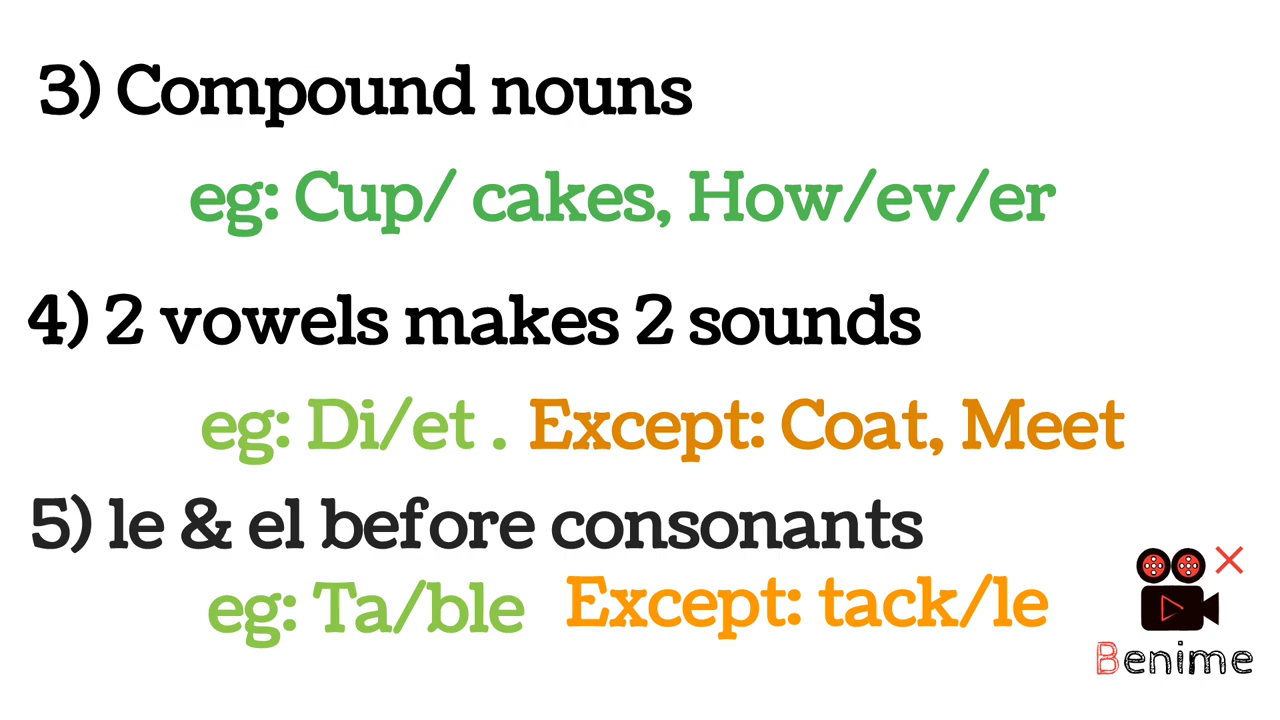 3) Compound nouns
eg: Cup/ cakes, How/ev/er
4) 2 vowels makes 2 sounds
eg: Di/et . Except: Coat, Meet
5) le & el before consonants
eg: Ta/ble Except: tack/le
Benime